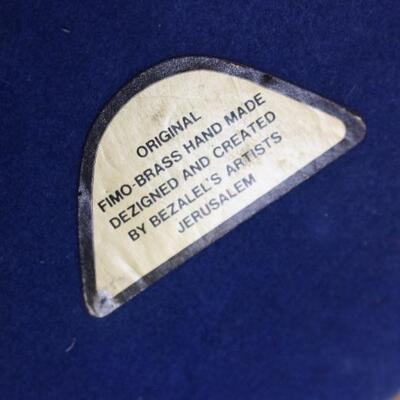 ORIGINAL
FIMO-BRASS HAND MADE
DEZIGNED AND CREATED
BY BEZALEL'S ARTISTS
JERUSALEM